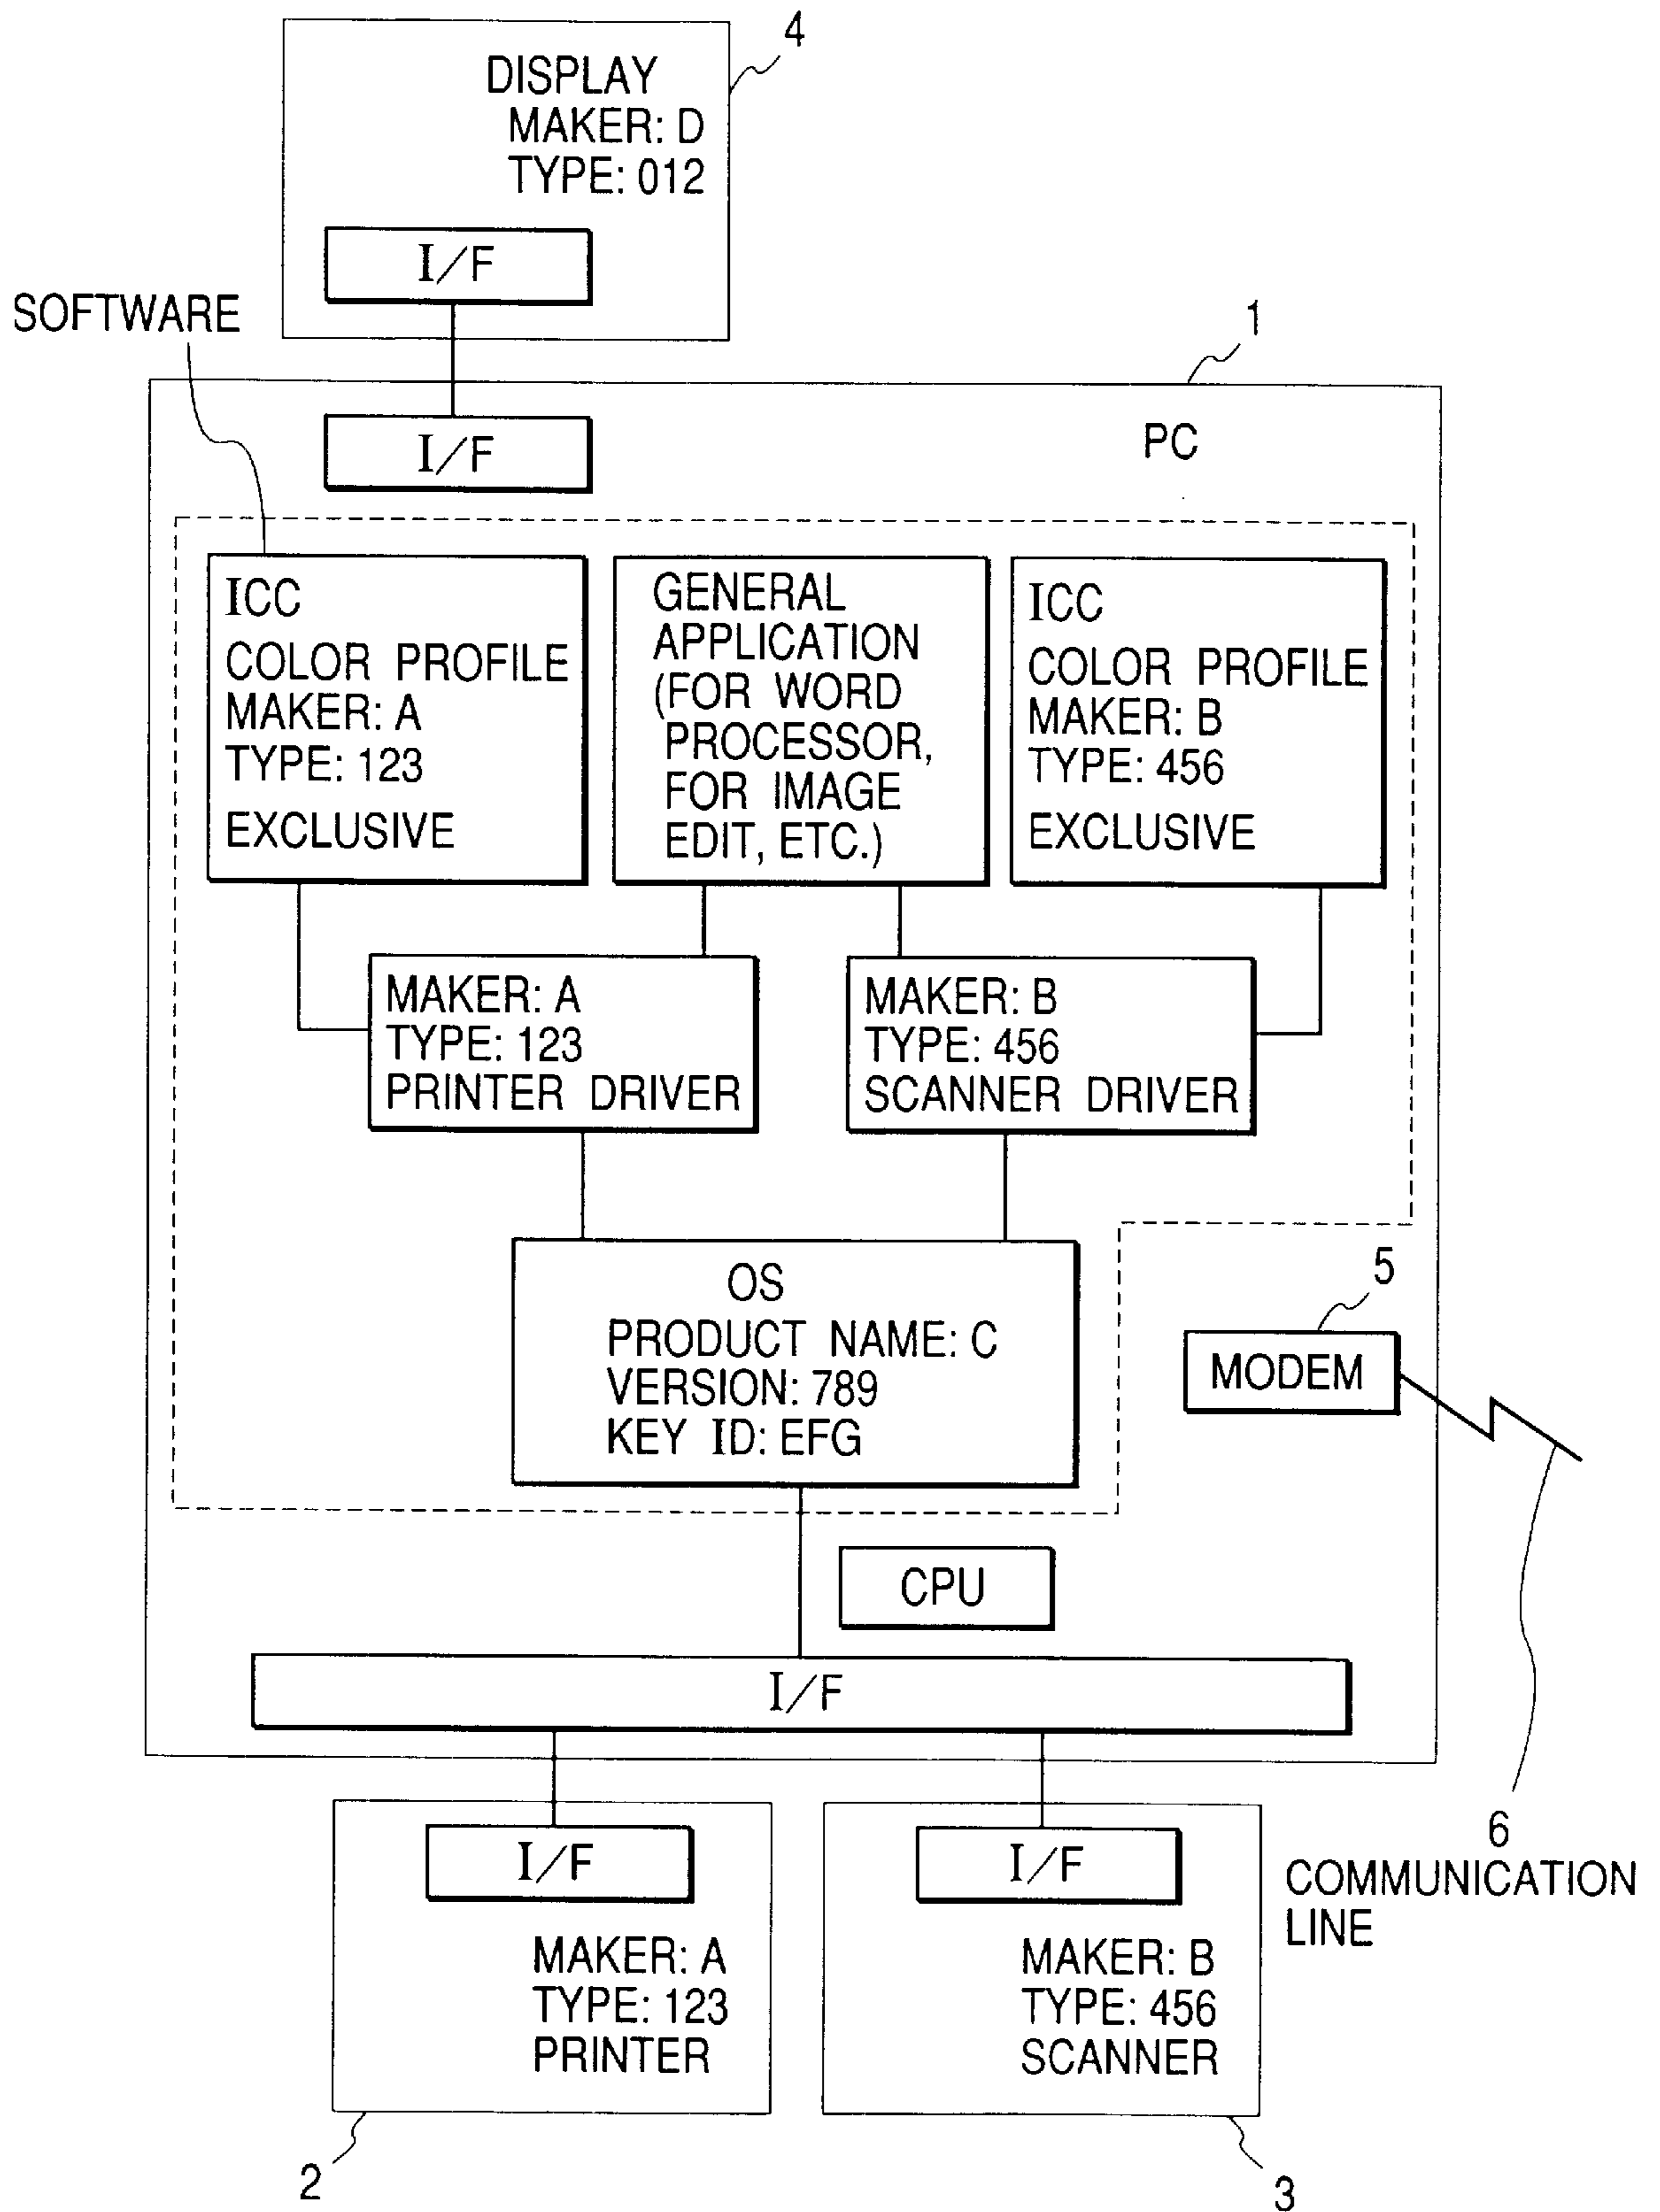 4
DISPLAY
MAKER: D
TYPE: 012
I/F
SOFTWARE
1
I/F
PC
ICC
COLOR PROFILE
MAKER: A
TYPE: 123
EXCLUSIVE
GENERAL
APPLICATION
(FOR WORD
PROCESSOR,
FOR IMAGE
EDIT, ETC.)
ICC
COLOR PROFILE
MAKER: B
TYPE: 456
EXCLUSIVE
MAKER: A
TYPE: 123
PRINTER DRIVER
MAKER: B
TYPE: 456
SCANNER DRIVER
OS
PRODUCT NAME: C
VERSION: 789
KEY ID: EFG
5
MODEM
CPU
I/F
I/F
MAKER: A
TYPE: 123
PRINTER
I/F
MAKER: B
TYPE: 456
SCANNER
6
COMMUNICATION
LINE
2
3